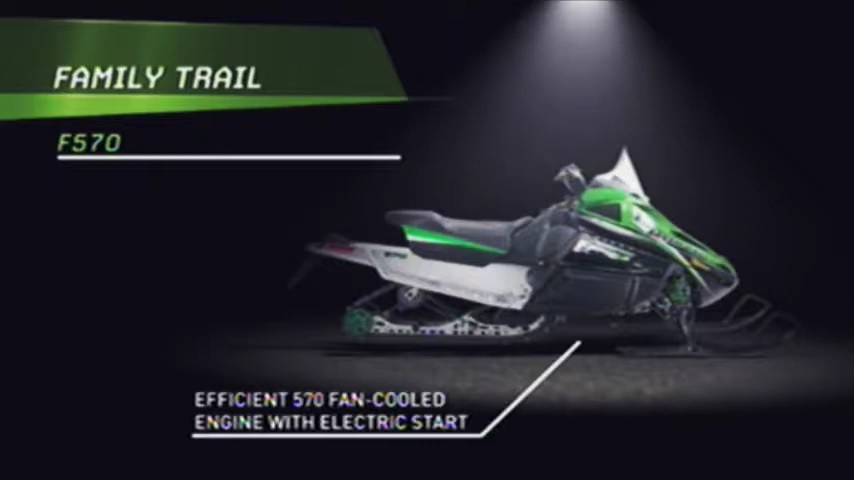 FAMILY TRAIL
F570
EFFICIENT 570 FAN-COOLED
ENGINE WITH ELECTRIC START